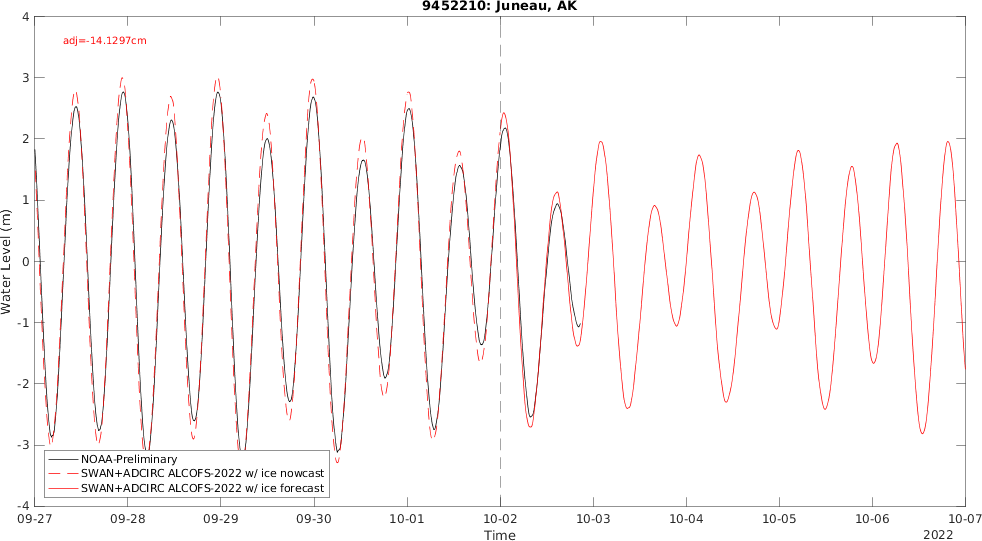 9452210: Juneau, AK
adj=-14.1297cm
4
3
2
1
0
-1
-2
-3
-4
Water Level (m)
NOAA-Preliminary
SWAN+ADCIRC ALCOFS-2022 w/ ice nowcast
SWAN+ADCIRC ALCOFS-2022 w/ ice forecast
09-27 09-28 09-29 09-30 10-01 10-02 10-03 10-04 10-05 10-06 10-07
Time
2022